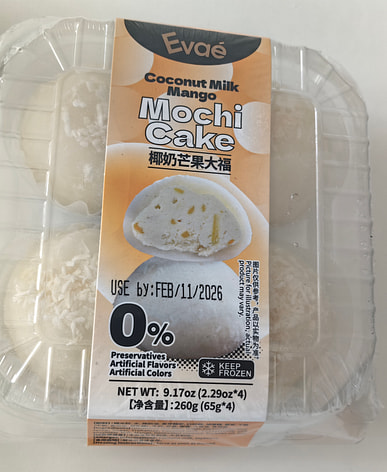 Evaé
Coconut Milk
Mango
Mochi
Cake
椰奶芒果大福
USE by:FEB/11/2026
图片仅供参考，产品以实物为准。
Picture for illustration, actual
product may vary.
0%
Preservatives
Artificial Flavors
Artificial Colors
KEEP
FROZEN
NET WT: 9.17oz (2.29oz*4)
【净含量】:260g (65g*4)